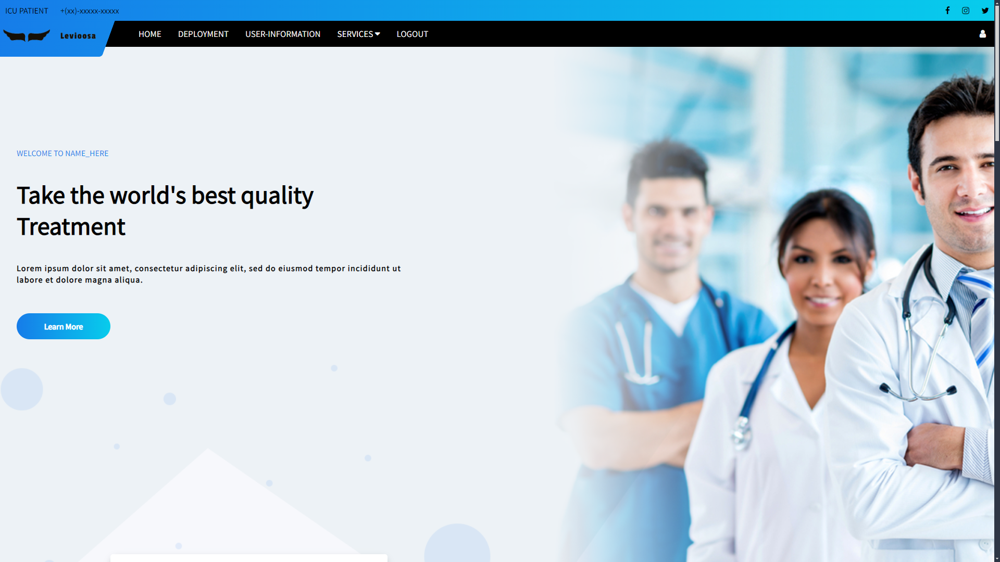 ICU PATIENT +(xx)-xxxxx-xxxxx
Levioosa
HOME DEPLOYMENT USER-INFORMATION SERVICES LOGOUT
WELCOME TO NAME_HERE
Take the world's best quality
Treatment
Lorem ipsum dolor sit amet, consectetur adipiscing elit, sed do eiusmod tempor incididunt ut
labore et dolore magna aliqua.
Learn More